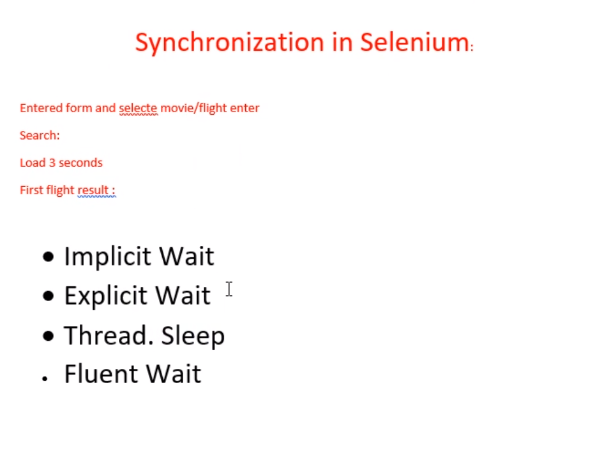 Synchronization in Selenium:
Entered form and selecte movie/flight enter
Search:
Load 3 seconds
First flight result :
• Implicit Wait
• Explicit Wait
• Thread. Sleep
• Fluent Wait